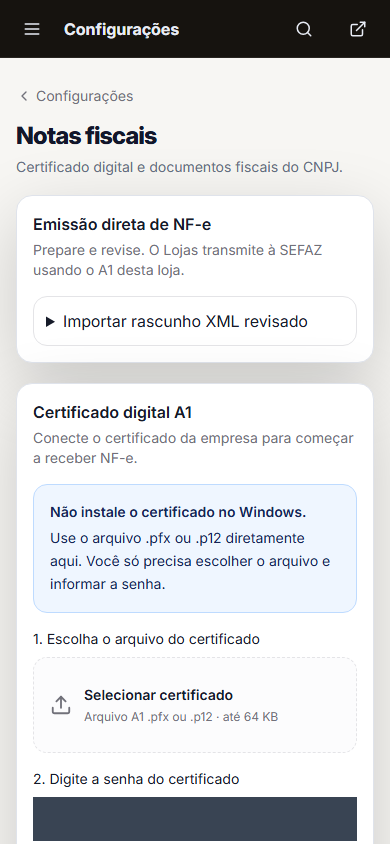 Configurações
Configurações
Notas fiscais
Certificado digital e documentos fiscais do CNPJ.
Emissão direta de NF-e
Prepare e revise. O Lojas transmite à SEFAZ
usando o A1 desta loja.
Importar rascunho XML revisado
Certificado digital A1
Conecte o certificado da empresa para começar
a receber NF-e.
Não instale o certificado no Windows.
Use o arquivo .pfx ou .p12 diretamente
aqui. Você só precisa escolher o arquivo e
informar a senha.
1. Escolha o arquivo do certificado
Selecionar certificado
Arquivo A1 .pfx ou .p12 · até 64 KB
2. Digite a senha do certificado